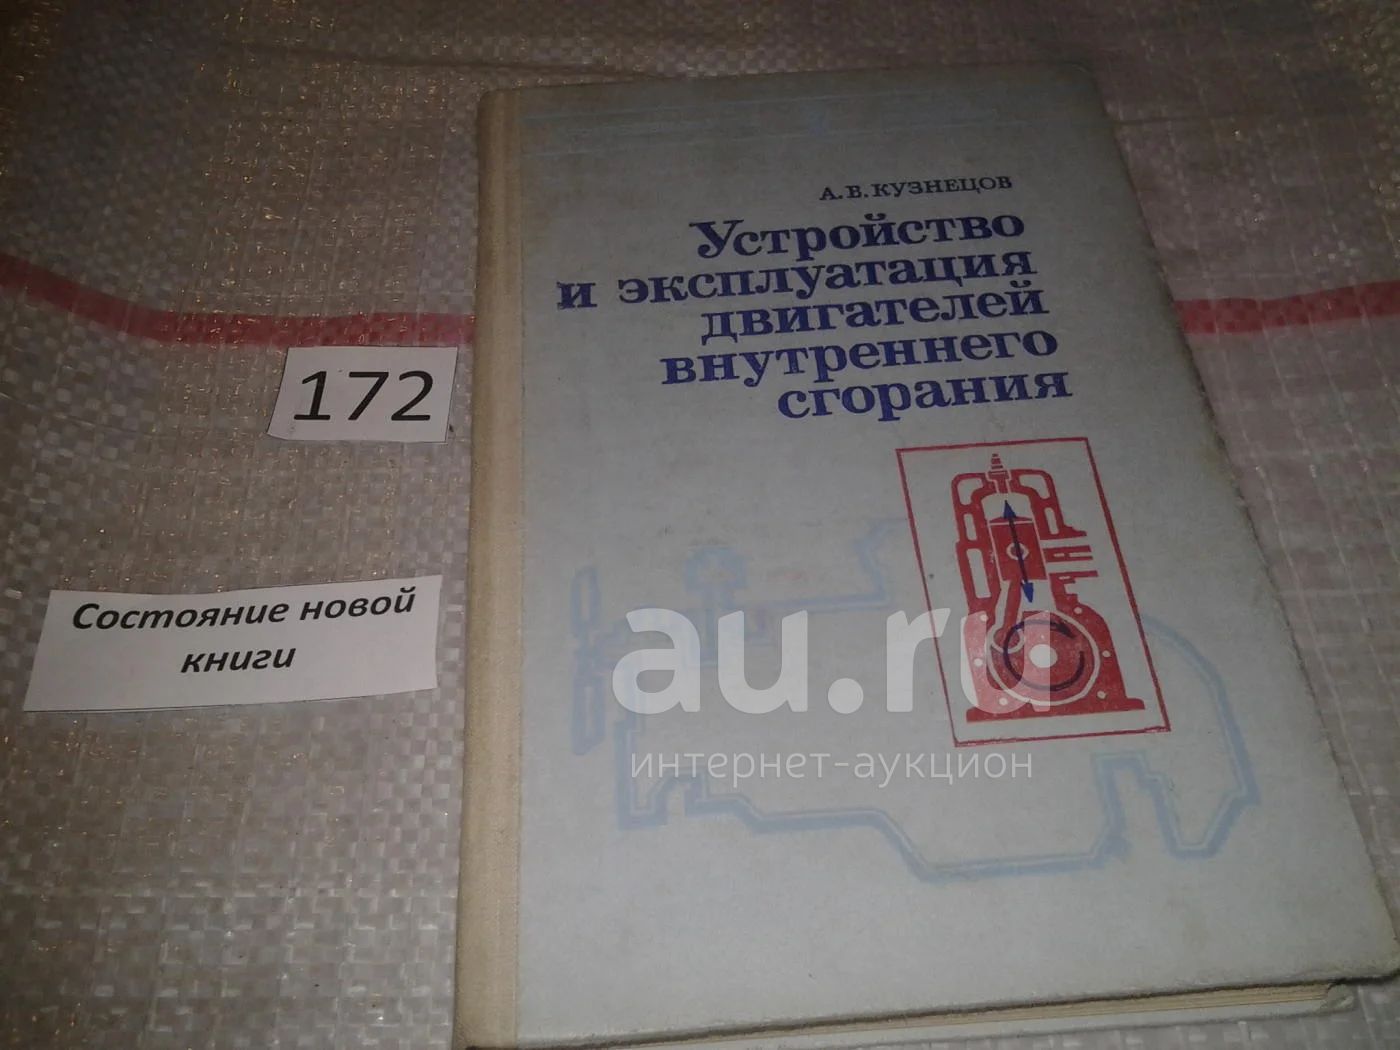 А. В. КУЗНЕЦОВ
Устройство
и эксплуатация
двигателей
внутреннего
сгорания
172
Состояние новой
книги
au.ru
интернет-аукцион